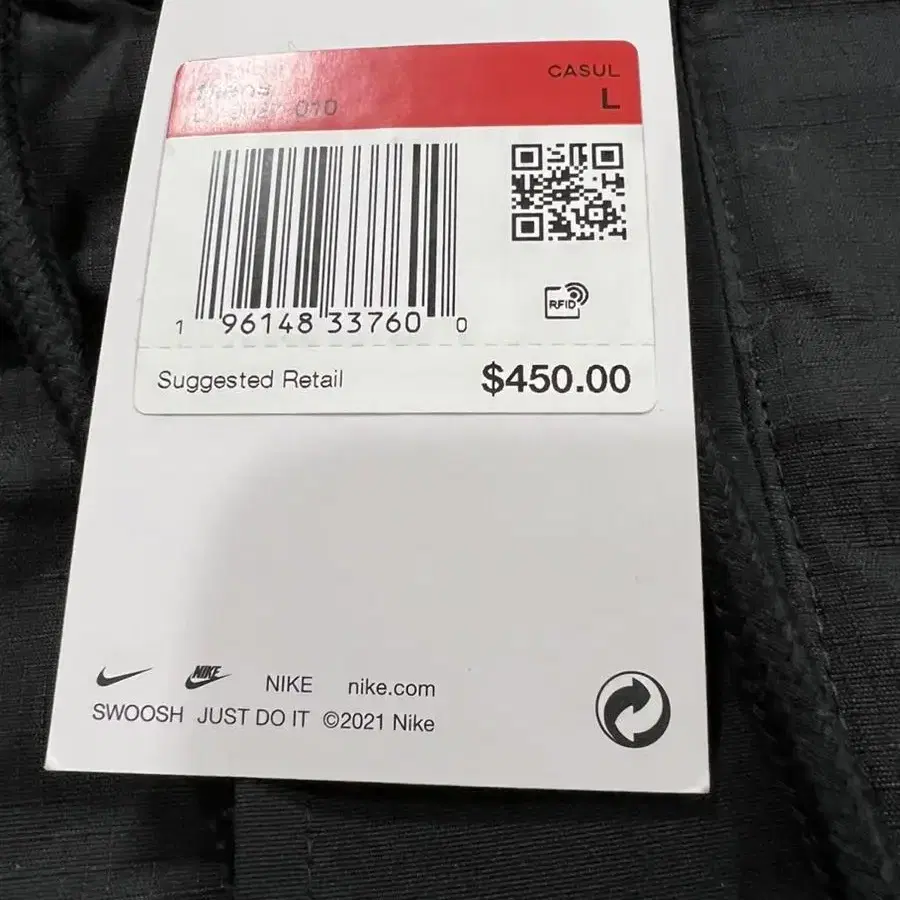 CASUL
010
L
1 96148 33760 0
RFID
Suggested Retail $450.00
NIKE NIKE nike.com
SWOOSH JUST DO IT ©2021 Nike